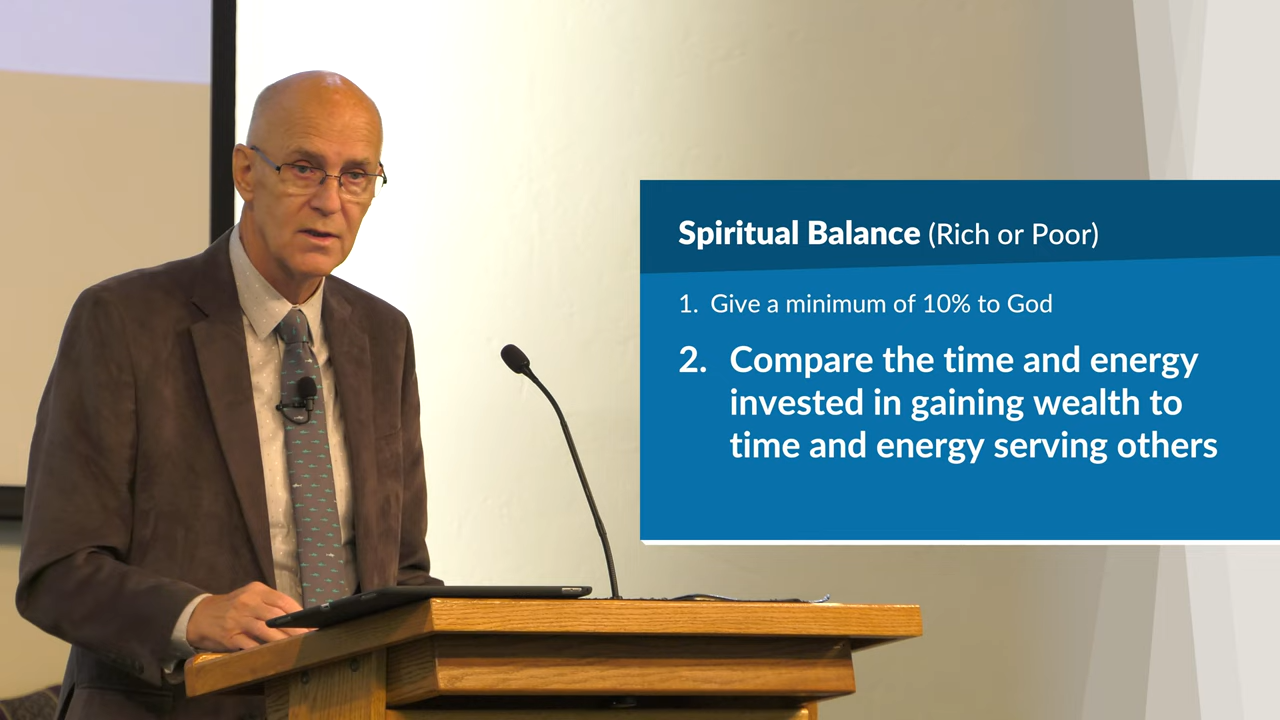 Spiritual Balance (Rich or Poor)
1. Give a minimum of 10% to God
2. Compare the time and energy
invested in gaining wealth to
time and energy serving others